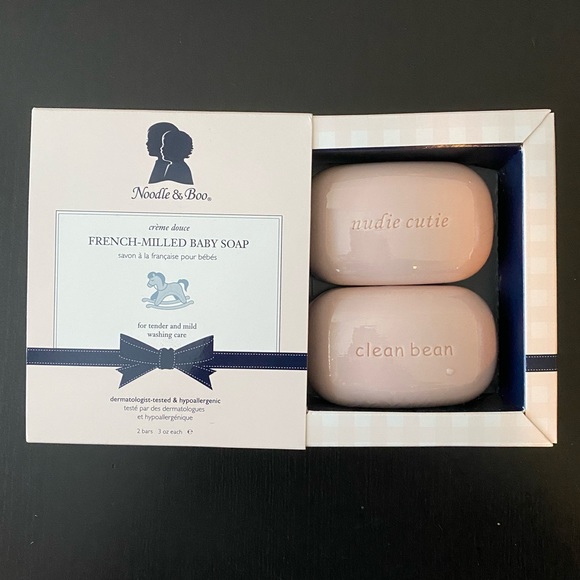 Noodle & Boo®
crème douce
FRENCH-MILLED BABY SOAP
savon à la française pour bébés
for tender and mild
washing care
dermatologist-tested & hypoallergenic
testé par des dermatologues
et hypoallergénique
2 bars 3 oz each e
nudie cutie
clean bean